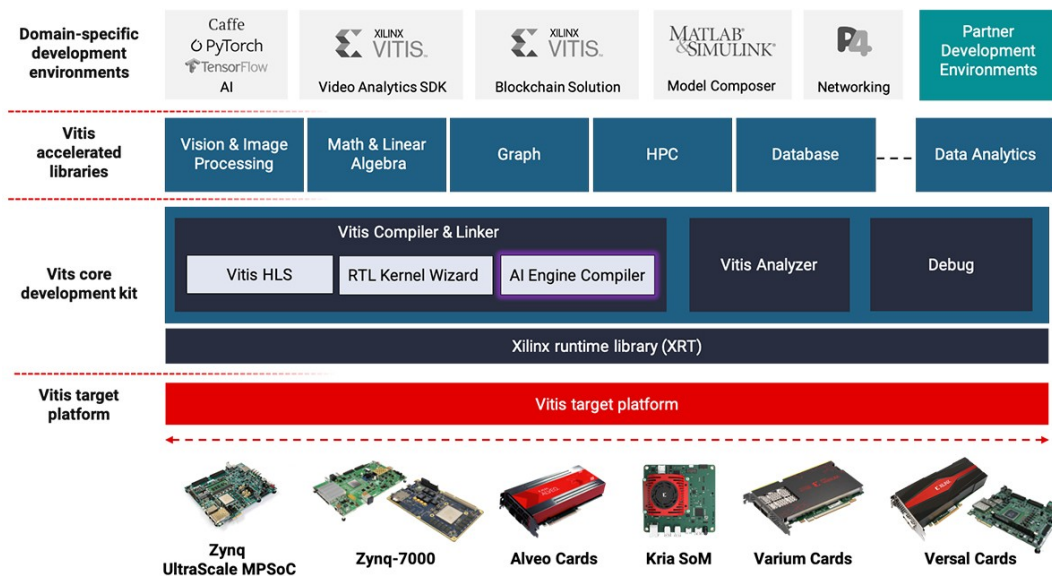 Domain-specific
development
environments
Caffe
PyTorch
TensorFlow
AI
XILINX
VITIS
Video Analytics SDK
XILINX
VITIS
Blockchain Solution
MATLAB
&SIMULINK
Model Composer
P4
Networking
Partner
Development
Environments
Vitis
accelerated
libraries
Vision & Image
Processing
Math & Linear
Algebra
Graph
HPC
Database
Data Analytics
Vits core
development kit
Vitis Compiler & Linker
Vitis HLS
RTL Kernel Wizard
AI Engine Compiler
Vitis Analyzer
Debug
Xilinx runtime library (XRT)
Vitis target
platform
Vitis target platform
Zynq
UltraScale MPSoC
Zynq-7000
Alveo Cards
Kria SoM
Varium Cards
Versal Cards